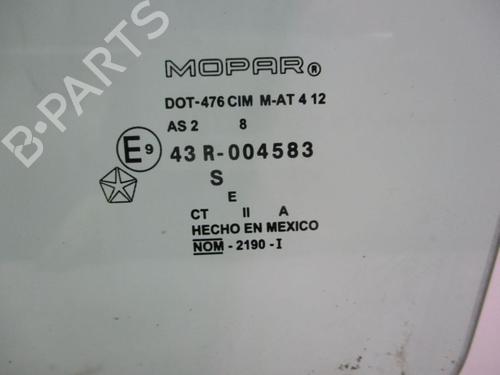 MOPAR®
DOT-476 CIM M-AT 4 12
AS 2 8
E9 43 R-004583
S
E
CT II A
HECHO EN MEXICO
NOM - 2190 - I
B-PARTS